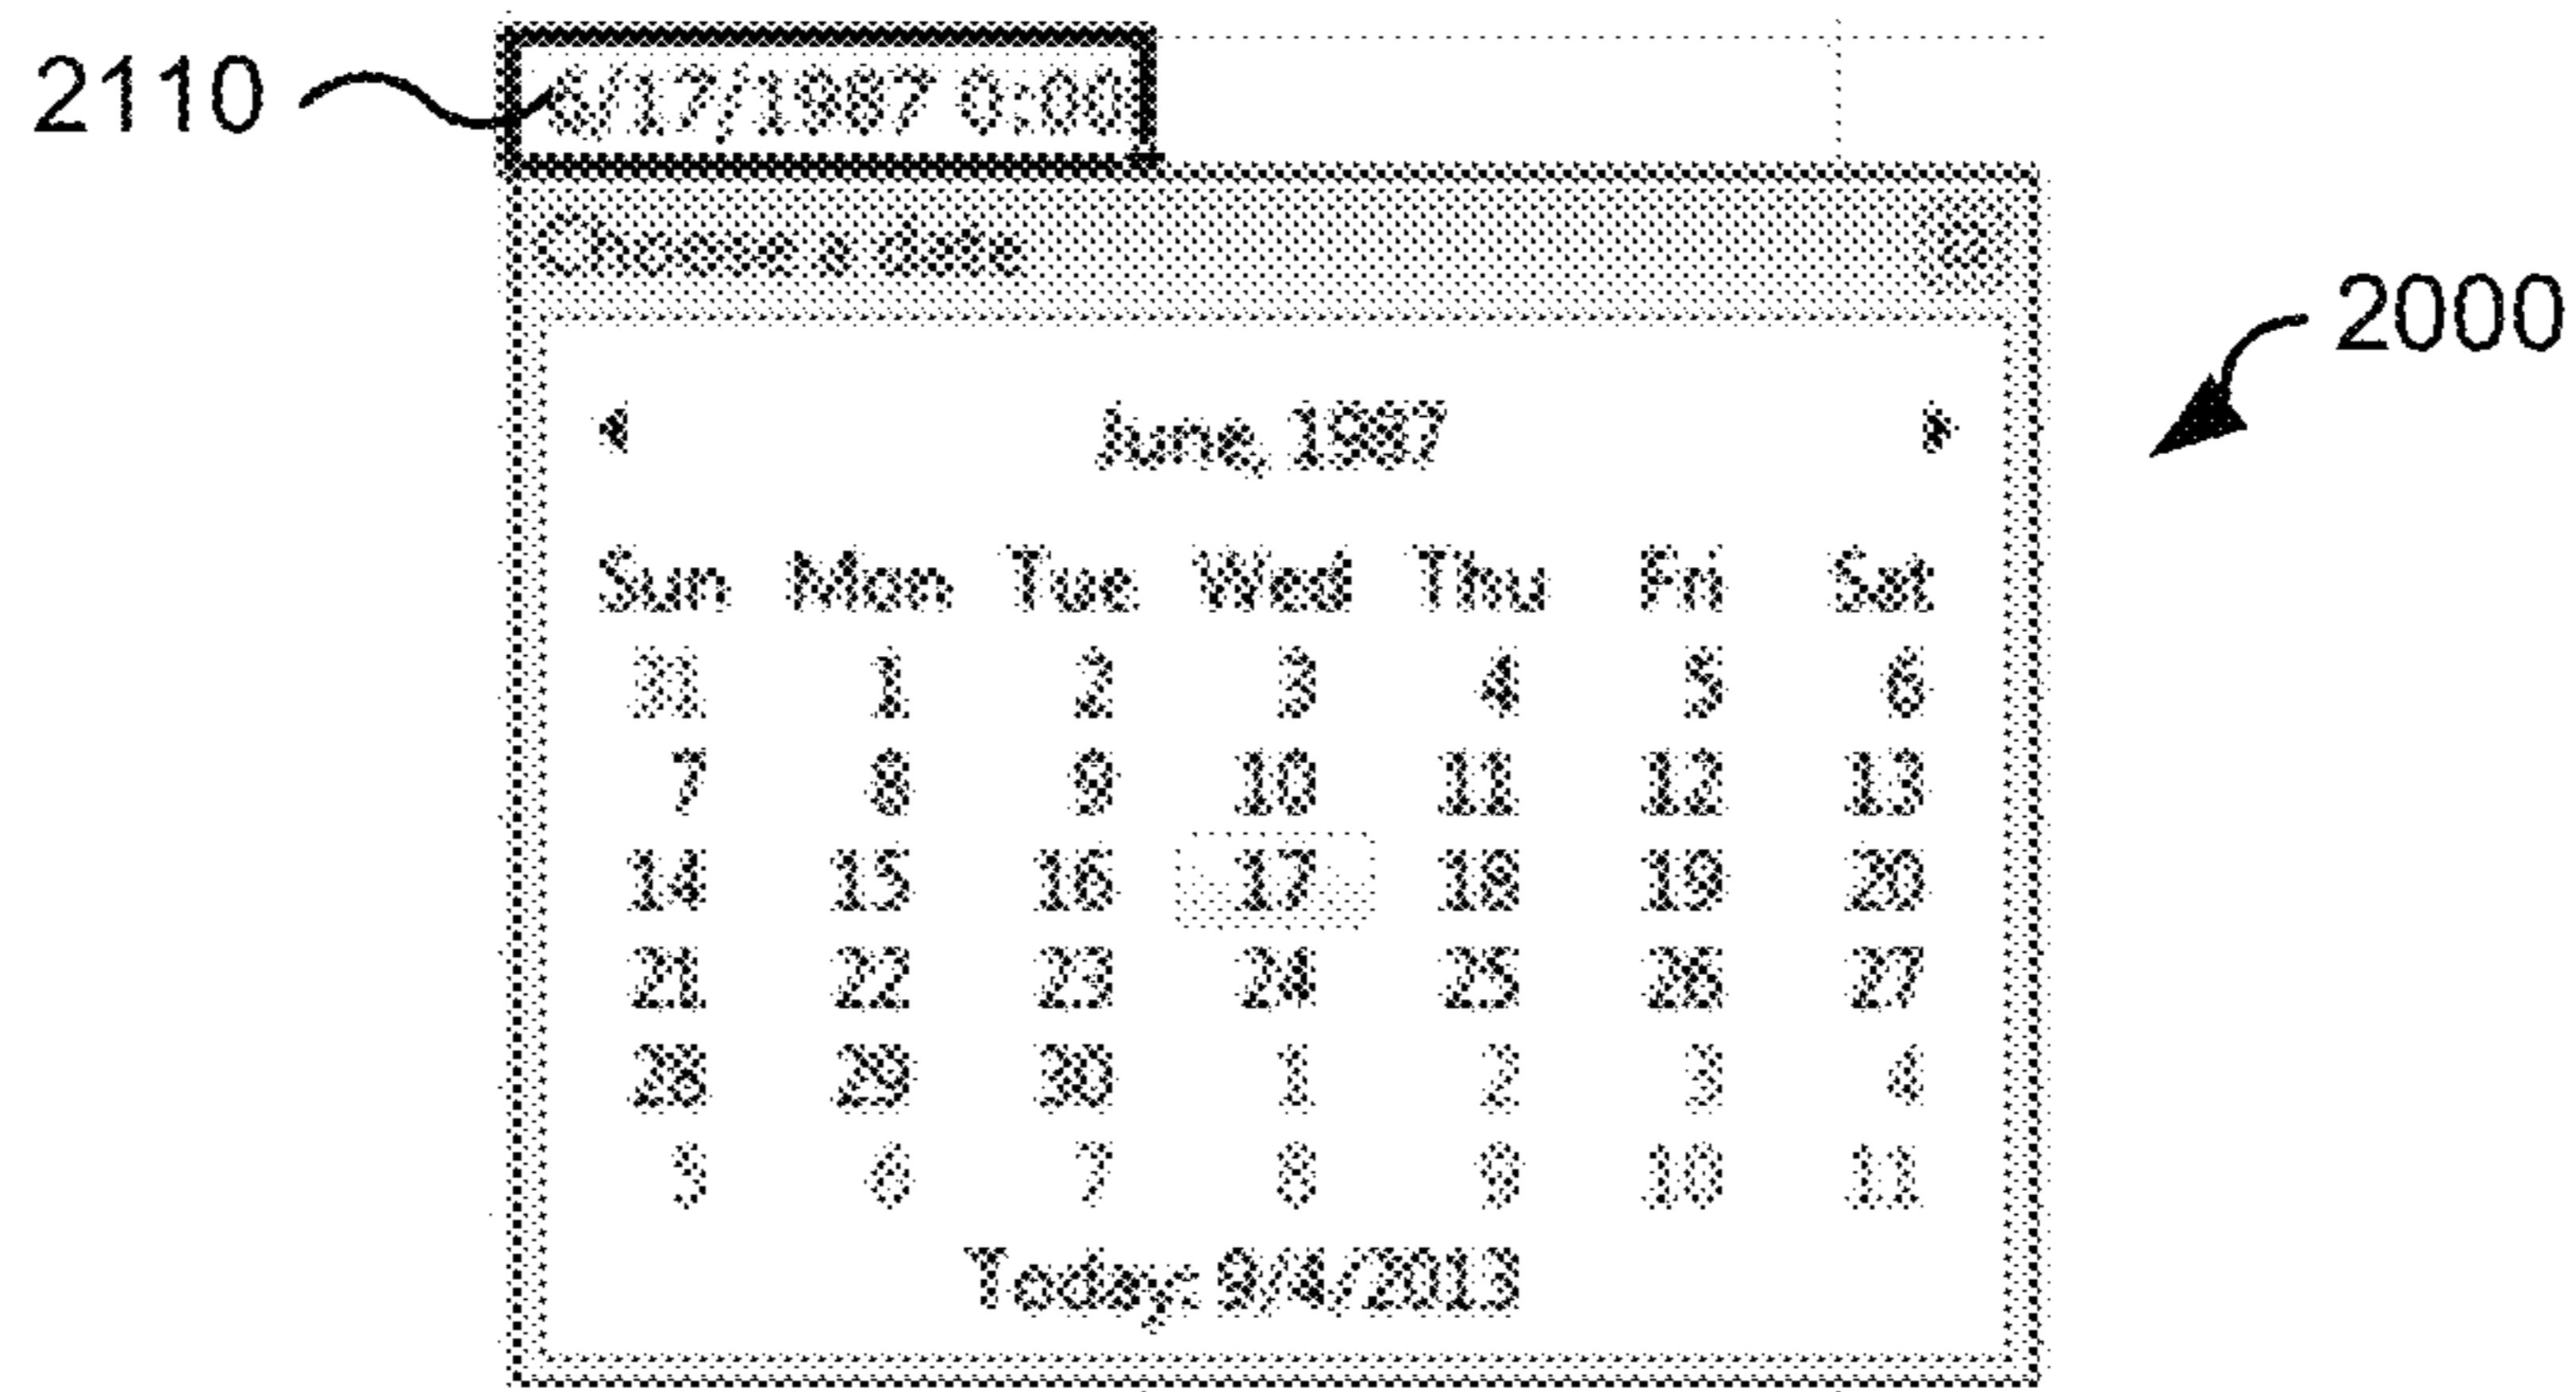 2110
6/17/1987 0:00
Choose a date
2000
June, 1987
Sun Mon Tue Wed Thu Fri Sat
31 1 2 3 4 5 6
7 8 9 10 11 12 13
14 15 16 17 18 19 20
21 22 23 24 25 26 27
28 29 30 1 2 3 4
5 6 7 8 9 10 11
Today: 9/4/2013